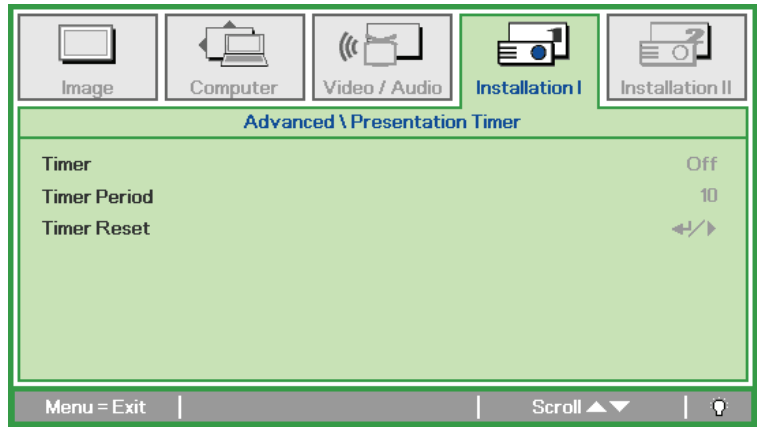 Image
Computer
Video / Audio
Installation I
Installation II
Advanced \ Presentation Timer
Timer Off
Timer Period 10
Timer Reset
Menu = Exit
Scroll